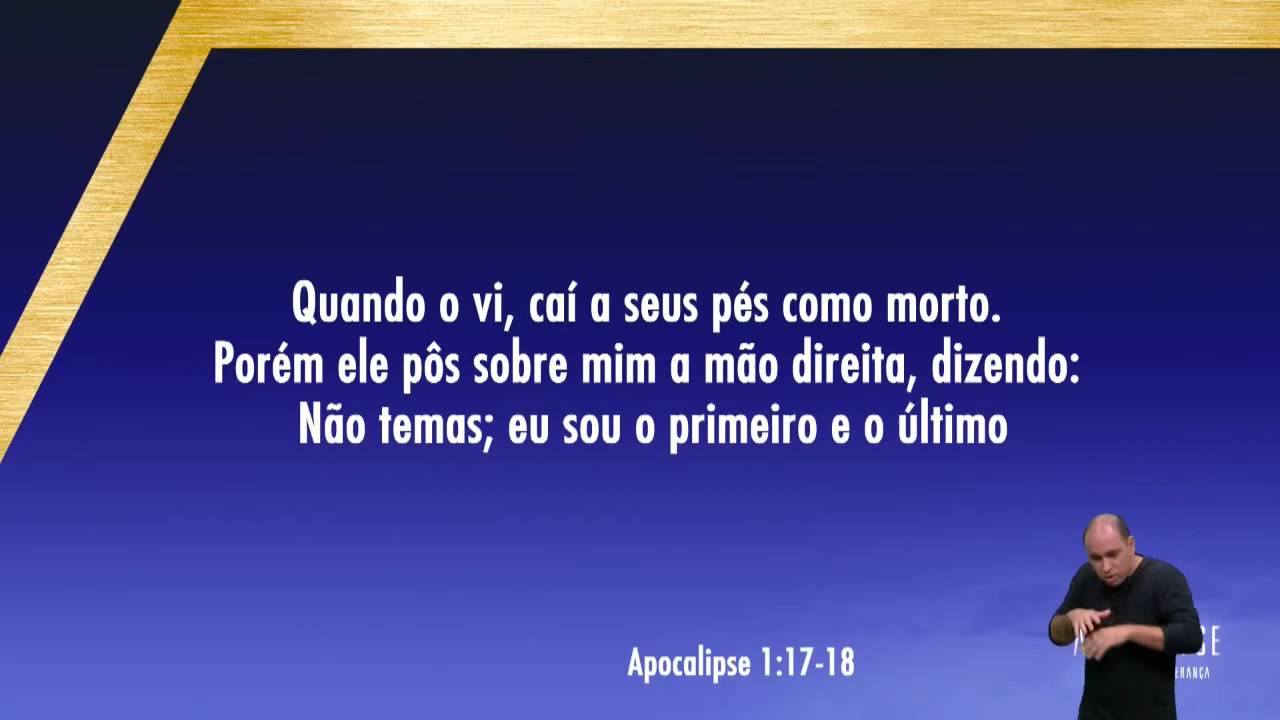 Quando o vi, caí a seus pés como morto.
Porém ele pôs sobre mim a mão direita, dizendo:
Não temas; eu sou o primeiro e o último
Apocalipse 1:17-18